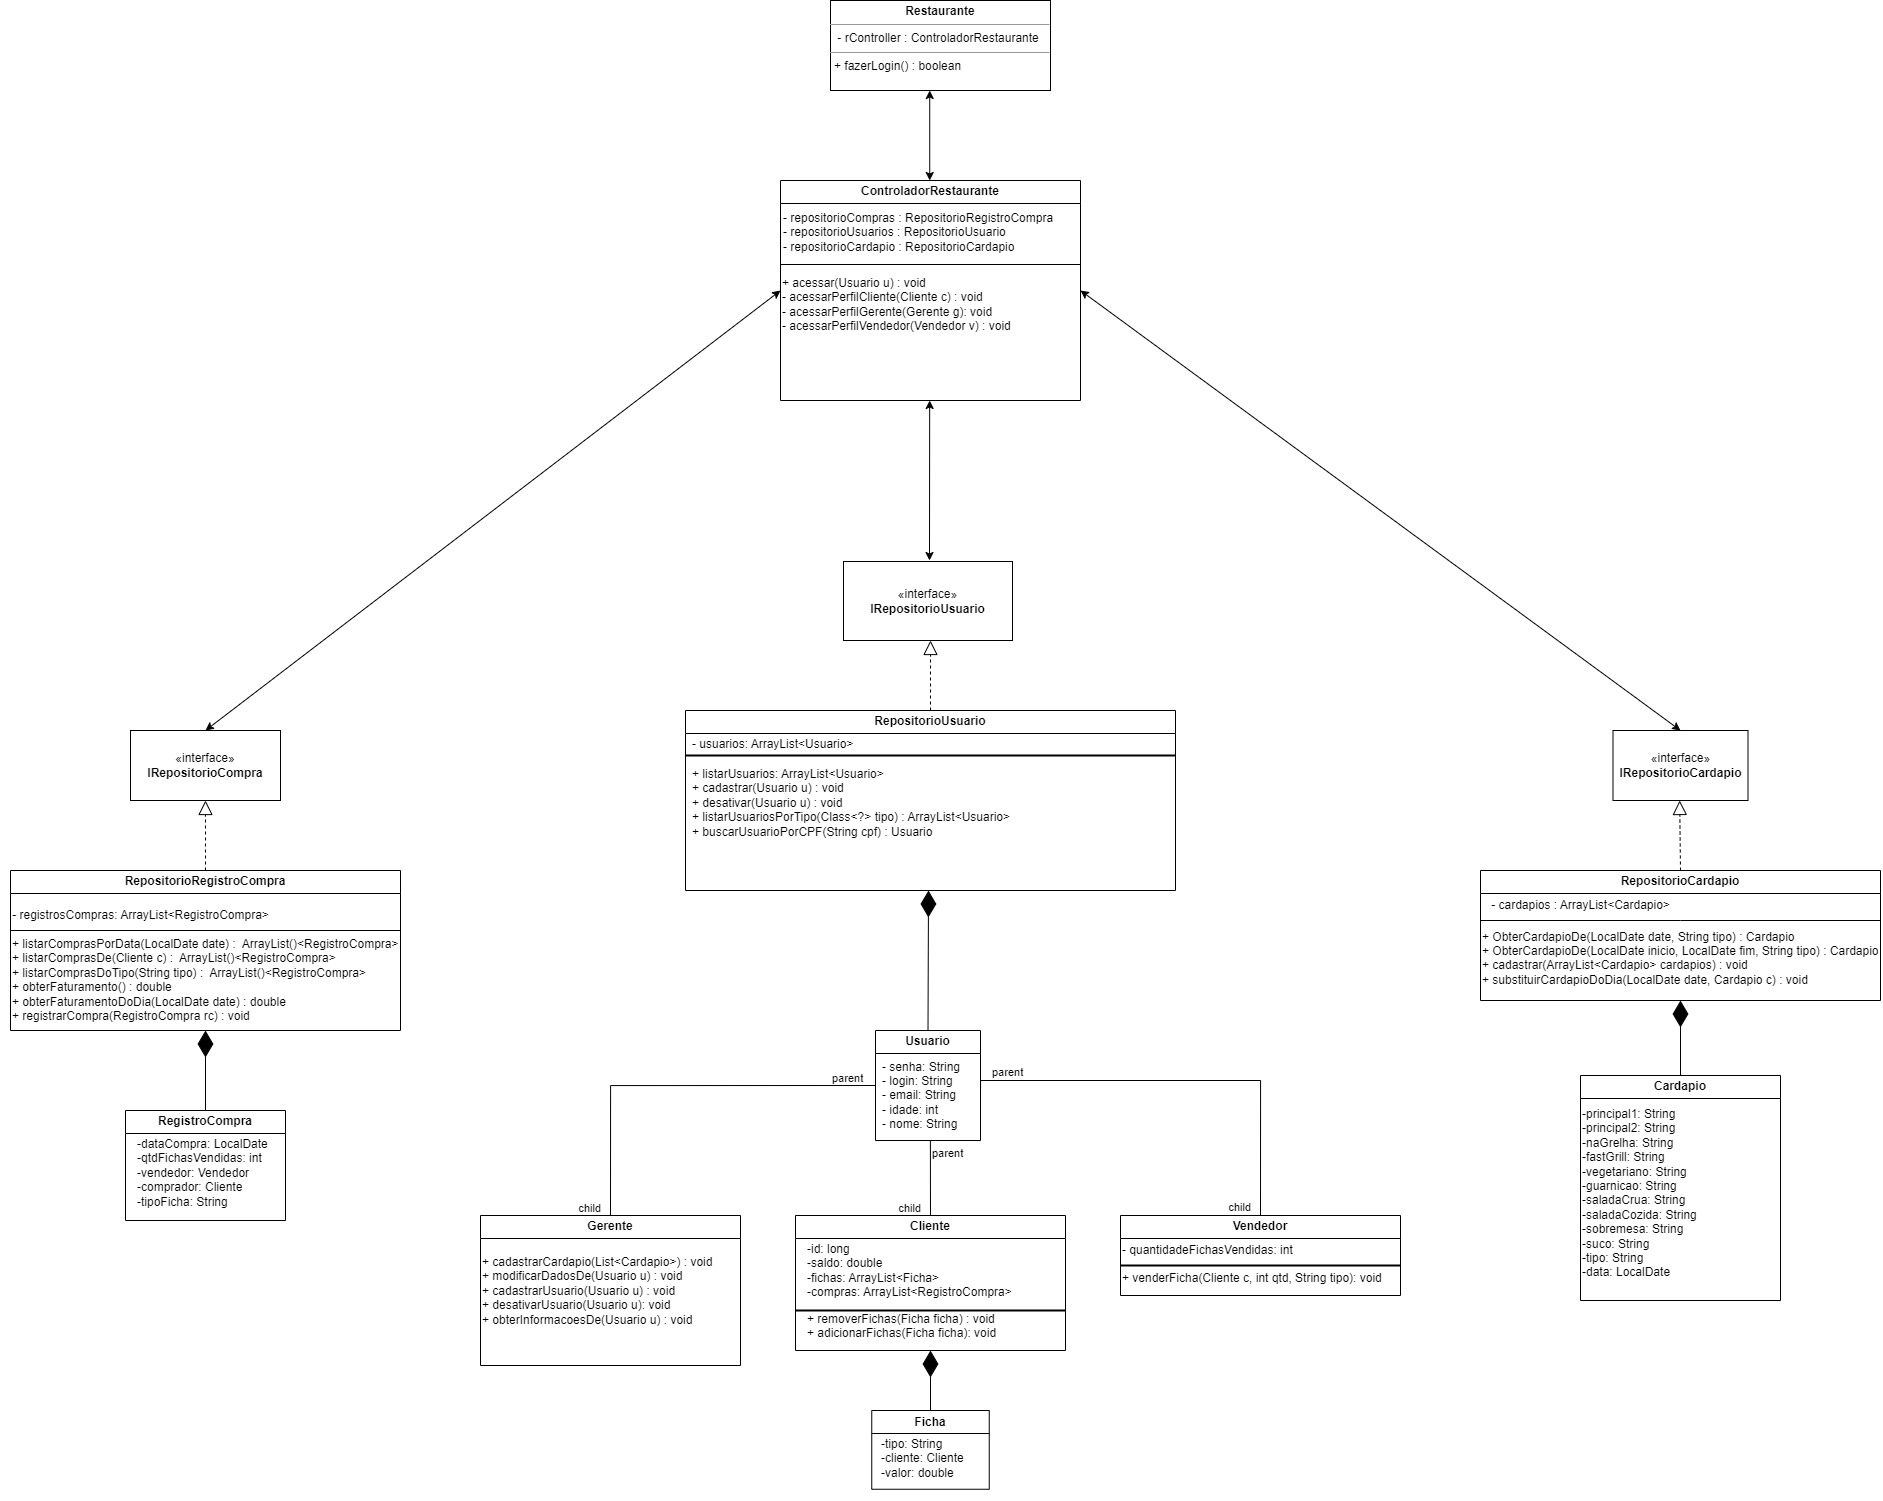 Restaurante
- rController : ControladorRestaurante
+ fazerLogin() : boolean
ControladorRestaurante
- repositorioCompras : RepositorioRegistroCompra
- repositorioUsuarios : RepositorioUsuario
- repositorioCardapio : RepositorioCardapio
+ acessar(Usuario u) : void
- acessarPerfilCliente(Cliente c) : void
- acessarPerfilGerente(Gerente g): void
- acessarPerfilVendedor(Vendedor v) : void
«interface»
IRepositorioUsuario
«interface»
IRepositorioCompra
«interface»
IRepositorioCardapio
RepositorioUsuario
- usuarios: ArrayList<Usuario>
+ listarUsuarios: ArrayList<Usuario>
+ cadastrar(Usuario u) : void
+ desativar(Usuario u) : void
+ listarUsuariosPorTipo(Class<?> tipo) : ArrayList<Usuario>
+ buscarUsuarioPorCPF(String cpf) : Usuario
RepositorioRegistroCompra
- registrosCompras: ArrayList<RegistroCompra>
+ listarComprasPorData(LocalDate date) : ArrayList()<RegistroCompra>
+ listarComprasDe(Cliente c) : ArrayList()<RegistroCompra>
+ listarComprasDoTipo(String tipo) : ArrayList()<RegistroCompra>
+ obterFaturamento() : double
+ obterFaturamentoDoDia(LocalDate date) : double
+ registrarCompra(RegistroCompra rc) : void
RepositorioCardapio
- cardapios : ArrayList<Cardapio>
+ ObterCardapioDe(LocalDate date, String tipo) : Cardapio
+ ObterCardapioDe(LocalDate inicio, LocalDate fim, String tipo) : Cardapio
+ cadastrar(ArrayList<Cardapio> cardapios) : void
+ substituirCardapioDoDia(LocalDate date, Cardapio c) : void
RegistroCompra
-dataCompra: LocalDate
-qtdFichasVendidas: int
-vendedor: Vendedor
-comprador: Cliente
-tipoFicha: String
Usuario
- senha: String
- login: String
- email: String
- idade: int
- nome: String
parent
parent
parent
child
child
child
Cardapio
-principal1: String
-principal2: String
-naGrelha: String
-fastGrill: String
-vegetariano: String
-guarnicao: String
-saladaCrua: String
-saladaCozida: String
-sobremesa: String
-suco: String
-tipo: String
-data: LocalDate
Gerente
+ cadastrarCardapio(List<Cardapio>) : void
+ modificarDadosDe(Usuario u) : void
+ cadastrarUsuario(Usuario u) : void
+ desativarUsuario(Usuario u): void
+ obterInformacoesDe(Usuario u) : void
Cliente
-id: long
-saldo: double
-fichas: ArrayList<Ficha>
-compras: ArrayList<RegistroCompra>
+ removerFichas(Ficha ficha) : void
+ adicionarFichas(Ficha ficha): void
Vendedor
- quantidadeFichasVendidas: int
+ venderFicha(Cliente c, int qtd, String tipo): void
Ficha
-tipo: String
-cliente: Cliente
-valor: double